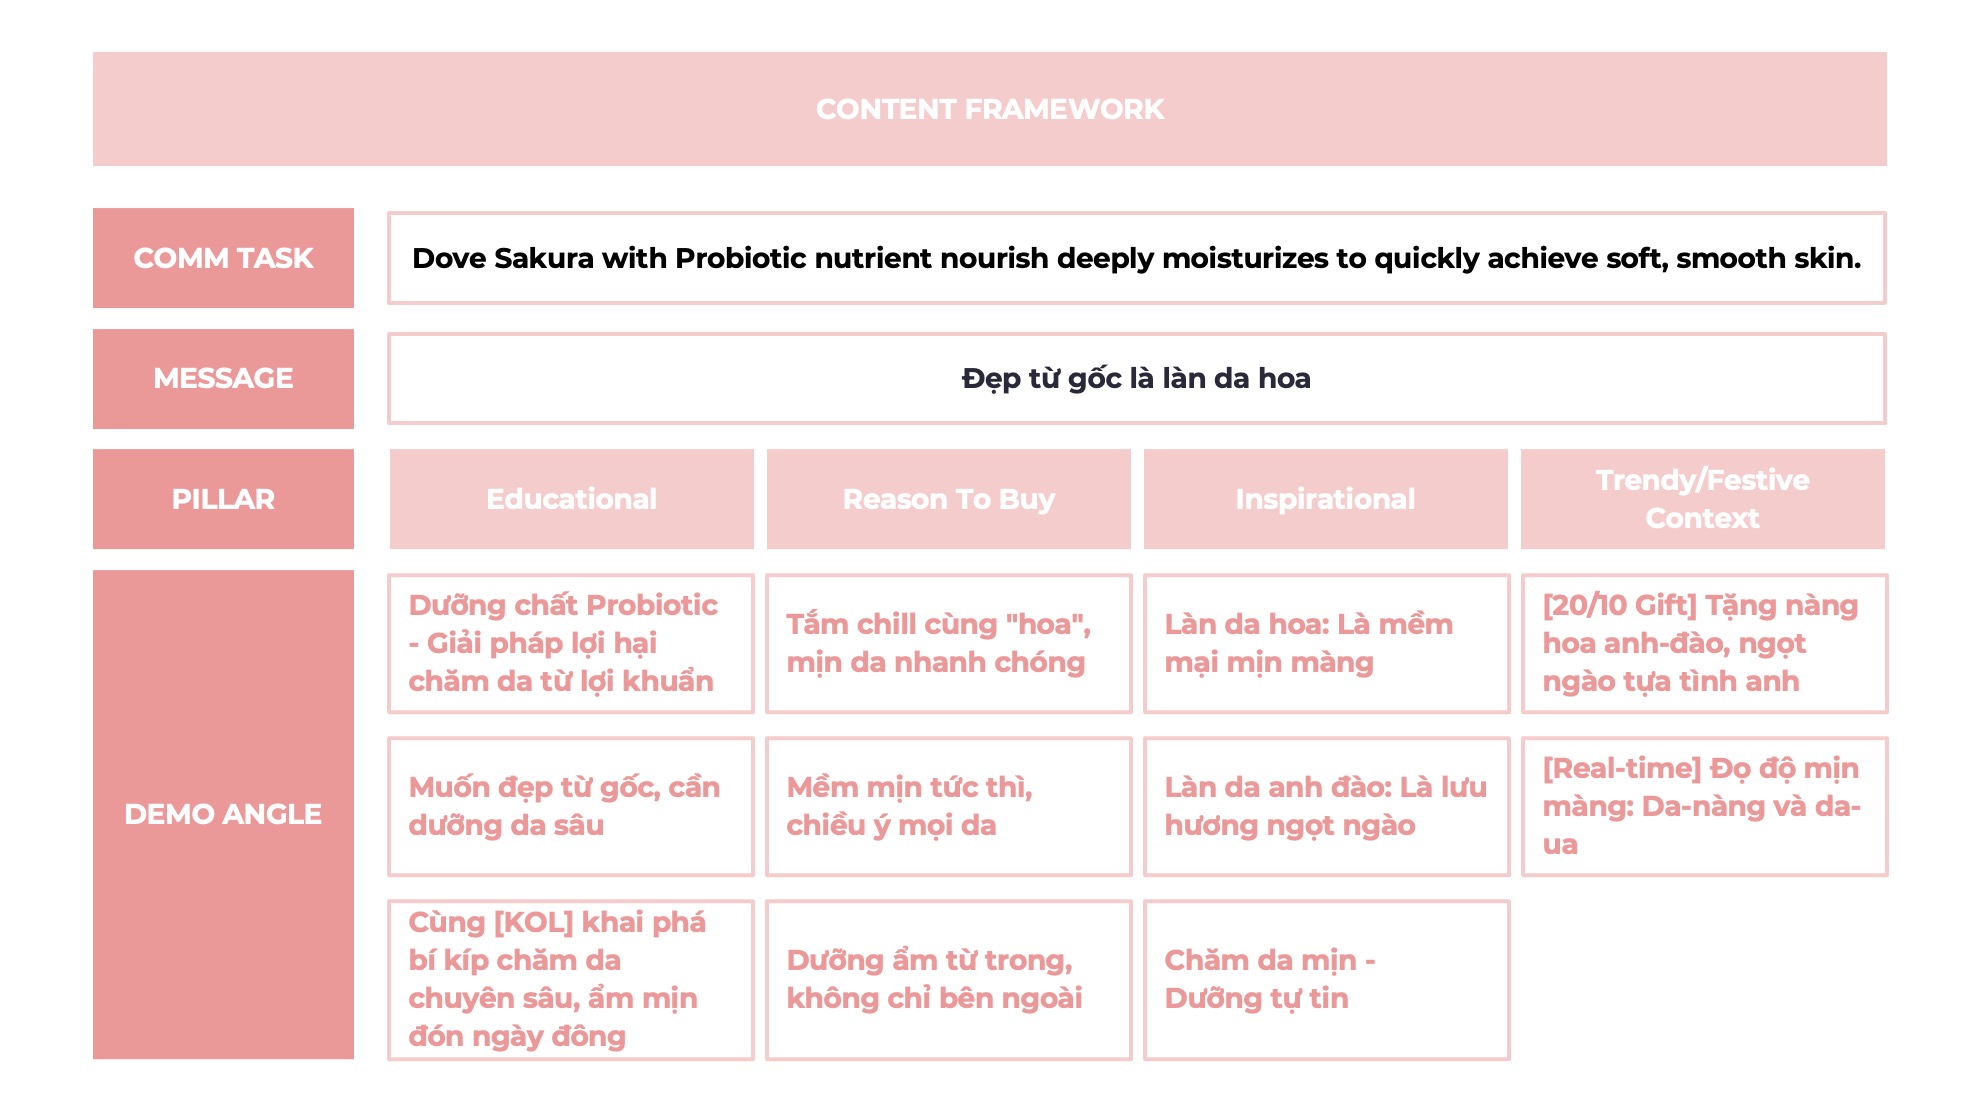 CONTENT FRAMEWORK
COMM TASK
Dove Sakura with Probiotic nutrient nourish deeply moisturizes to quickly achieve soft, smooth skin.
MESSAGE
Đẹp từ gốc là làn da hoa
PILLAR
Educational
Reason To Buy
Inspirational
Trendy/Festive
Context
DEMO ANGLE
Dưỡng chất Probiotic
- Giải pháp lợi hại
chăm da từ lợi khuẩn
Tắm chill cùng "hoa",
mịn da nhanh chóng
Làn da hoa: Là mềm
mại mịn màng
[20/10 Gift] Tặng nàng
hoa anh-đào, ngọt
ngào tựa tình anh
Muốn đẹp từ gốc, cần
dưỡng da sâu
Mềm mịn tức thì,
chiều ý mọi da
Làn da anh đào: Là lưu
hương ngọt ngào
[Real-time] Đọ độ mịn
màng: Da-nàng và da-
ua
Cùng [KOL] khai phá
bí kíp chăm da
chuyên sâu, ẩm mịn
đón ngày đông
Dưỡng ẩm từ trong,
không chỉ bên ngoài
Chăm da mịn -
Dưỡng tự tin